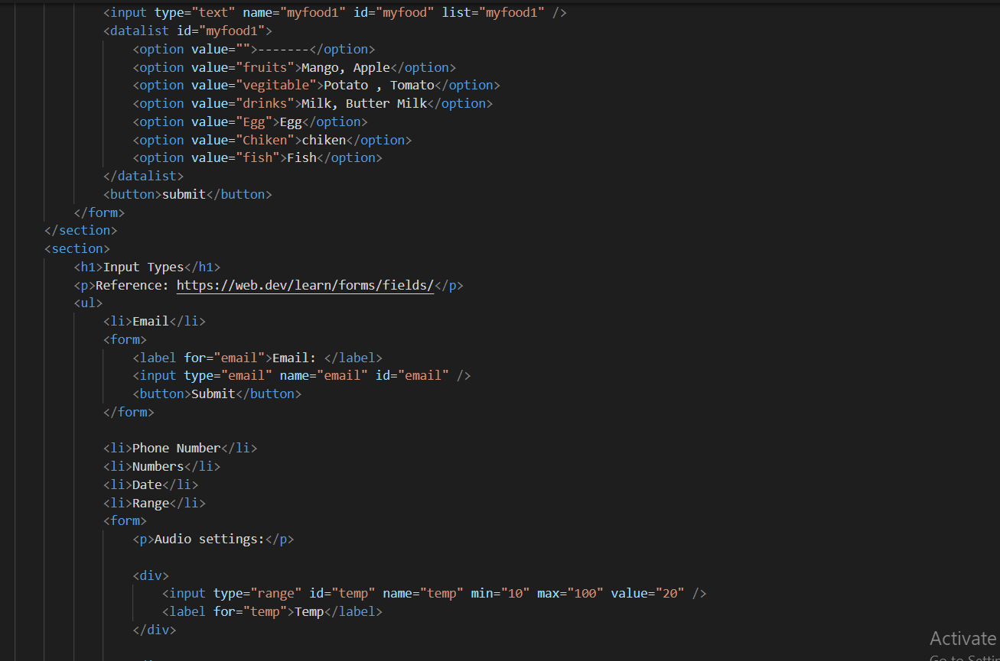 <input type="text" name="myfood1" id="myfood" list="myfood1" />
<datalist id="myfood1">
<option value="">-------</option>
<option value="fruits">Mango, Apple</option>
<option value="vegitable">Potato , Tomato</option>
<option value="drinks">Milk, Butter Milk</option>
<option value="Egg">Egg</option>
<option value="Chiken">chiken</option>
<option value="fish">Fish</option>
</datalist>
<button>submit</button>
</form>
</section>
<section>
<h1>Input Types</h1>
<p>Reference: https://web.dev/learn/forms/fields/</p>
<ul>
<li>Email</li>
<form>
<label for="email">Email: </label>
<input type="email" name="email" id="email" />
<button>Submit</button>
</form>
<li>Phone Number</li>
<li>Numbers</li>
<li>Date</li>
<li>Range</li>
<form>
<p>Audio settings:</p>
<div>
<input type="range" id="temp" name="temp" min="10" max="100" value="20" />
<label for="temp">Temp</label>
</div>
Activate
Go to Settin